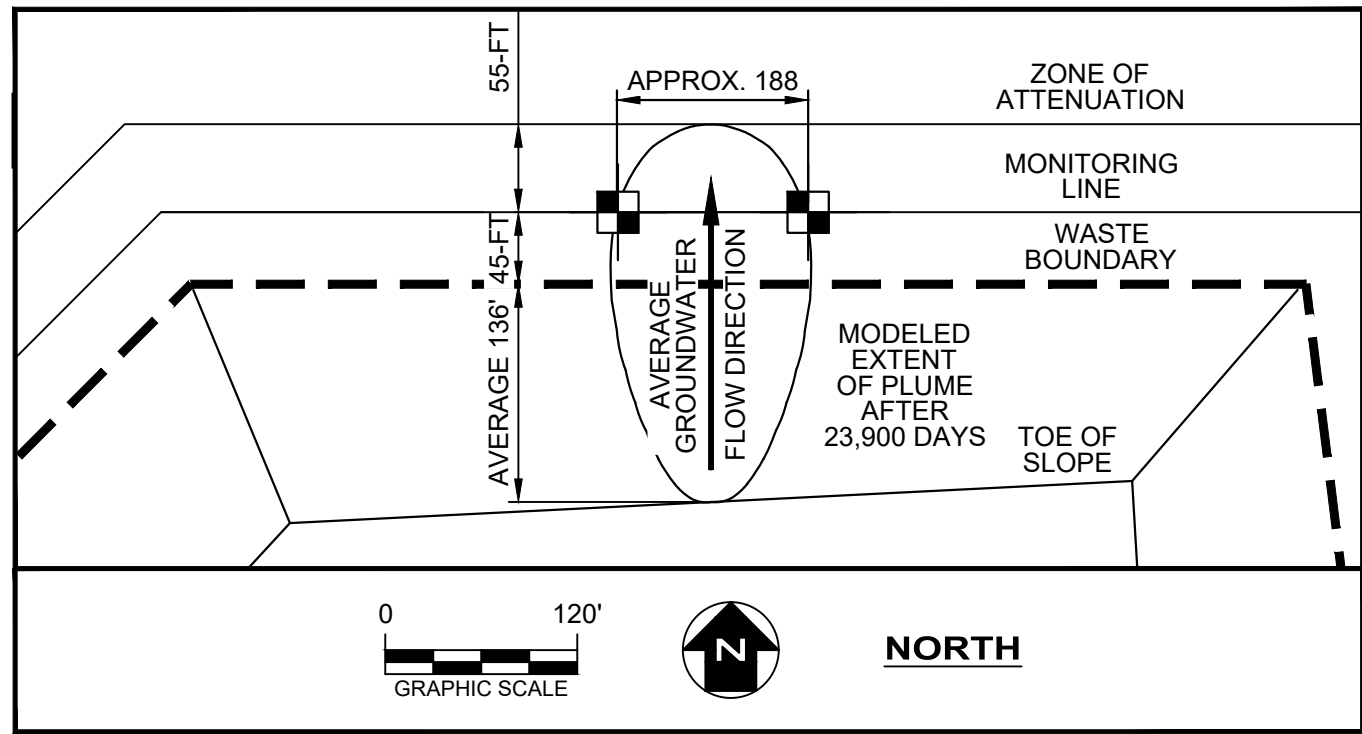 55-FT
APPROX. 188
ZONE OF
ATTENUATION
MONITORING
LINE
45-FT
WASTE
BOUNDARY
AVERAGE 136'
AVERAGE
GROUNDWATER
FLOW DIRECTION
MODELED
EXTENT
OF PLUME
AFTER
23,900 DAYS
TOE OF
SLOPE
0 120'
GRAPHIC SCALE
N
NORTH